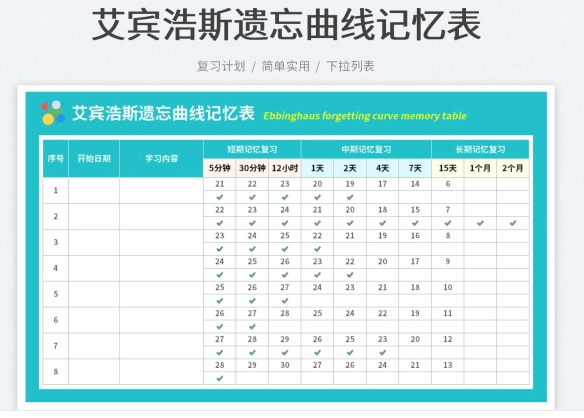 艾宾浩斯遗忘曲线记忆表
复习计划 / 简单实用 / 下拉列表
艾宾浩斯遗忘曲线记忆表 Ebbinghaus forgetting curve memory table
序号 开始日期 学习内容 短期记忆复习 中期记忆复习 长期记忆复习
5分钟 30分钟 12小时 1天 2天 4天 7天 15天 1个月 2个月
1 21 22 23 20 19 17 14 6
✓ ✓ ✓ ✓ ✓
2 22 23 24 21 20 18 15 7
✓ ✓ ✓ ✓ ✓ ✓ ✓ ✓ ✓ ✓
3 23 24 25 22 21 19 16 8
✓ ✓ ✓ ✓
4 24 25 26 23 22 20 17 9
✓ ✓ ✓ ✓ ✓
5 25 26 27 24 23 21 18 10
✓ ✓ ✓
6 26 27 28 25 24 22 19 11
✓ ✓
7 27 28 29 26 25 23 20 12
✓ ✓ ✓ ✓ ✓ ✓
8 28 29 30 27 26 24 21 13
✓